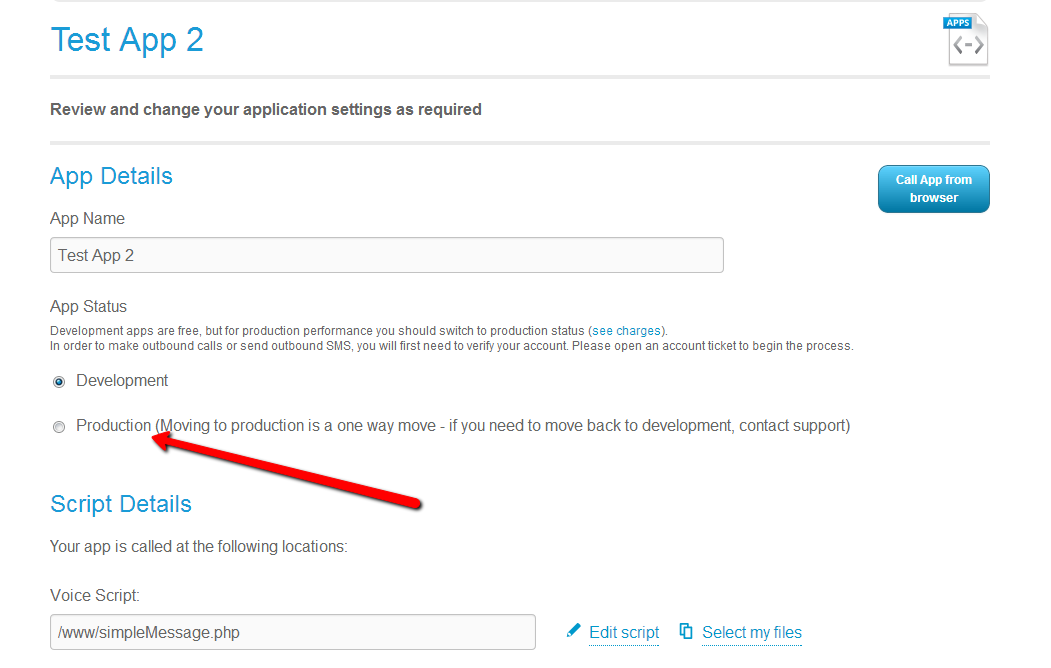 Test App 2
APPS
Review and change your application settings as required
App Details
Call App from
browser
App Name
Test App 2
App Status
Development apps are free, but for production performance you should switch to production status (see charges).
In order to make outbound calls or send outbound SMS, you will first need to verify your account. Please open an account ticket to begin the process.
Development
Production (Moving to production is a one way move - if you need to move back to development, contact support)
Script Details
Your app is called at the following locations:
Voice Script:
/www/simpleMessage.php Edit script Select my files